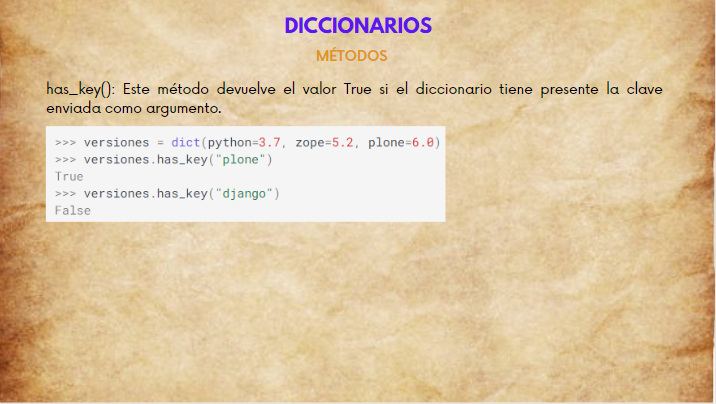 DICCIONARIOS
MÉTODOS
has_key(): Este método devuelve el valor True si el diccionario tiene presente la clave
enviada como argumento.
>>> versiones = dict(python=3.7, zope=5.2, plone=6.0)
>>> versiones.has_key("plone")
True
>>> versiones.has_key("django")
False